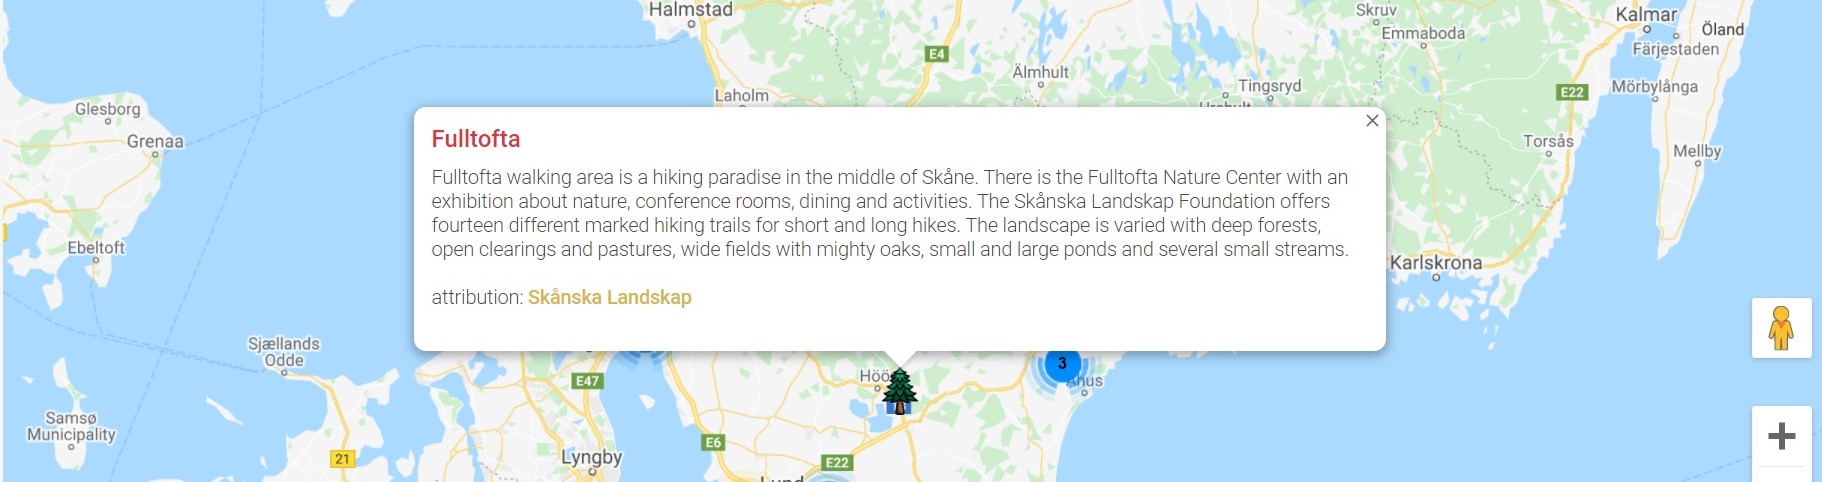 Halmstad
Skruv
Kalmar
Öland
Emmaboda
Färjestaden
E4
Älmhult
Tingsryd
Mörbylånga
E22
Laholm
Glesborg
Grenaa
Torsås
Mellby
Fulltofta
Fulltofta walking area is a hiking paradise in the middle of Skåne. There is the Fulltofta Nature Center with an
exhibition about nature, conference rooms, dining and activities. The Skånska Landskap Foundation offers
fourteen different marked hiking trails for short and long hikes. The landscape is varied with deep forests,
open clearings and pastures, wide fields with mighty oaks, small and large ponds and several small streams.
attribution: Skånska Landskap
Ebeltoft
Karlskrona
Sjællands
Odde
3
E47
Samsø
Municipality
E6
E22
21
Lyngby